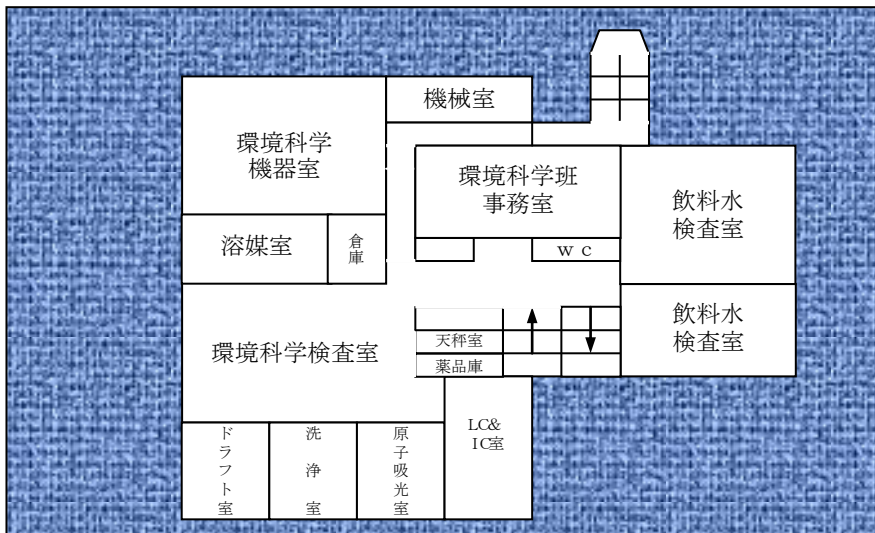 機械室
環境科学
機器室
環境科学班
事務室
飲料水
検査室
溶媒室
倉庫
ＷＣ
飲料水
検査室
天秤室
環境科学検査室
薬品庫
ドラフト室
洗浄室
原子吸光室
LC&
IC室